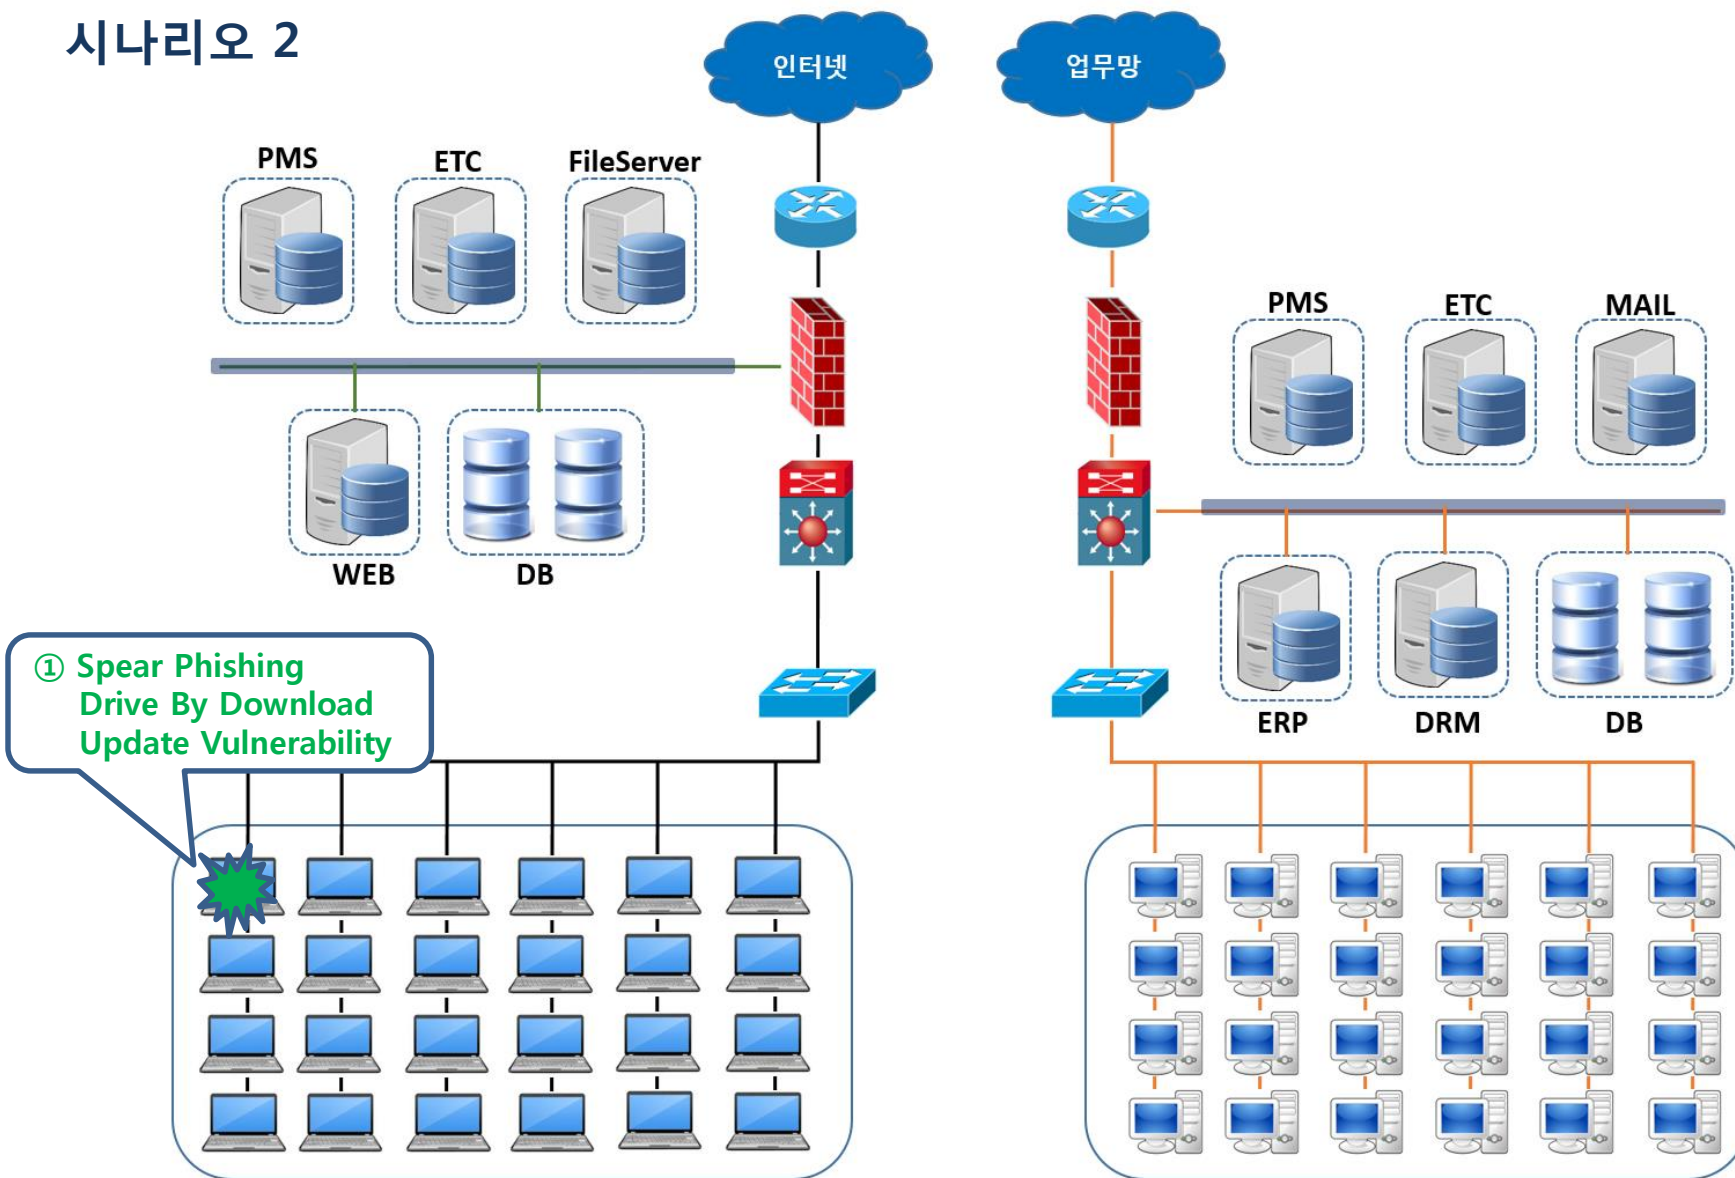 시나리오 2
인터넷
업무망
PMS
ETC
FileServer
PMS
ETC
MAIL
WEB
DB
ERP
DRM
DB
① Spear Phishing
Drive By Download
Update Vulnerability